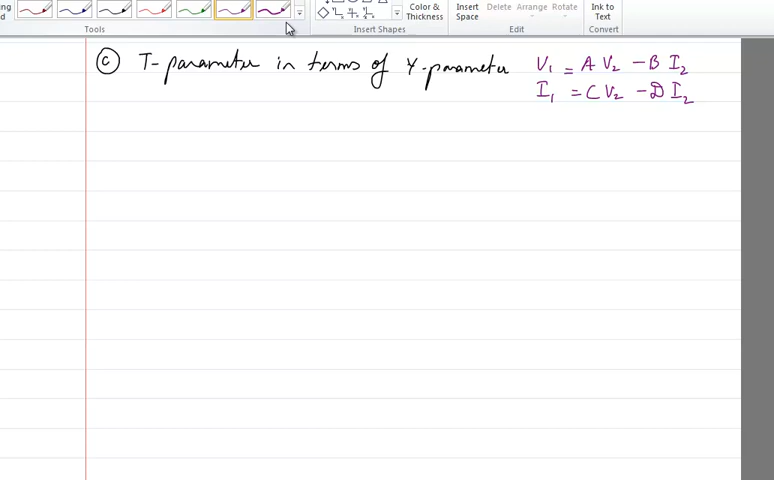 Color &
Thickness
Insert
Space
Delete Arrange Rotate
Ink to
Text
Tools
Insert Shapes
Edit
Convert
C T-parameter in terms of Y-parameter
V₁ = A V₂ - B I₂
I₁ = C V₂ - D I₂